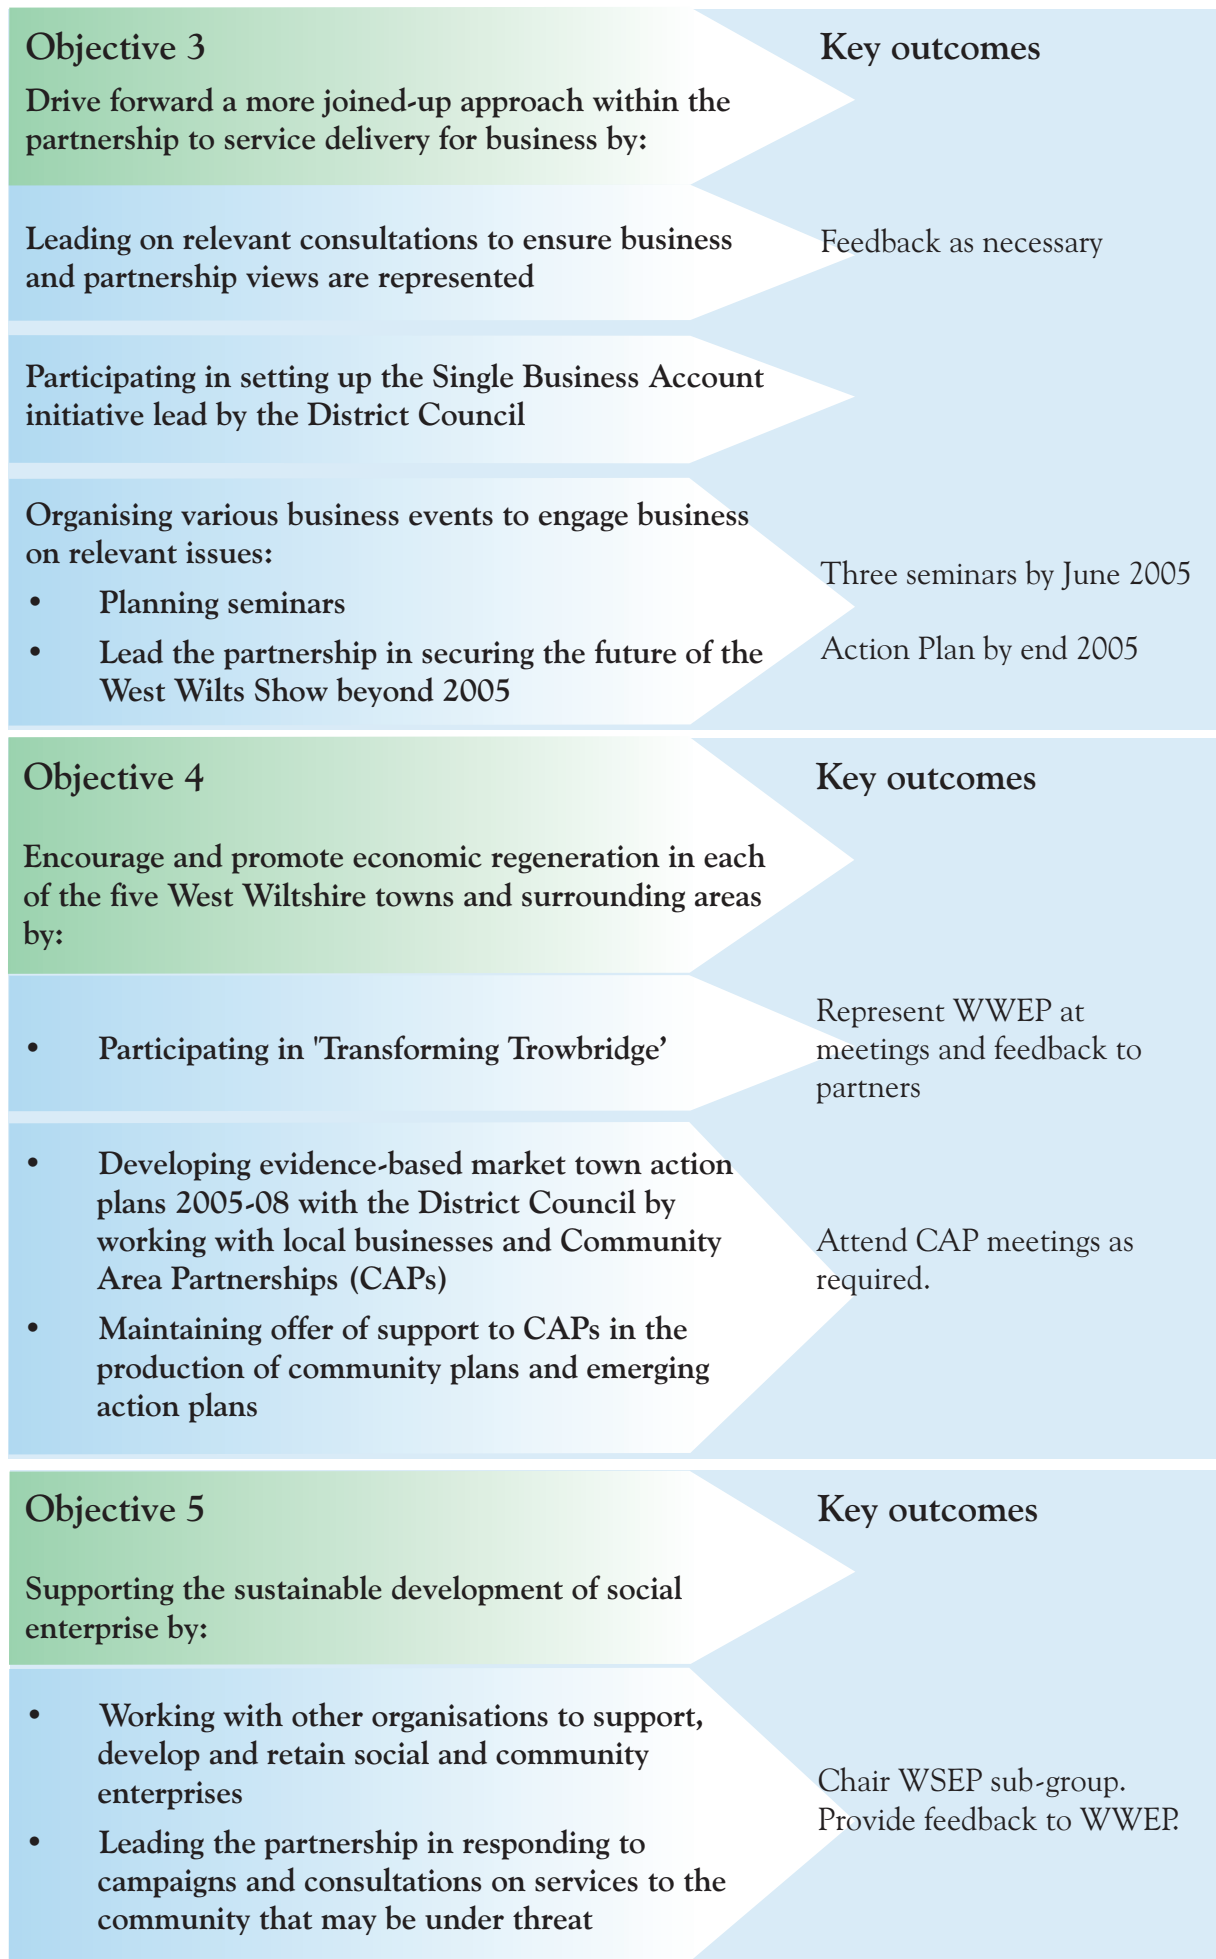 Objective 3
Key outcomes
Drive forward a more joined-up approach within the
partnership to service delivery for business by:
Leading on relevant consultations to ensure business
and partnership views are represented
Feedback as necessary
Participating in setting up the Single Business Account
initiative lead by the District Council
Organising various business events to engage business
on relevant issues:
• Planning seminars
• Lead the partnership in securing the future of the
West Wilts Show beyond 2005
Three seminars by June 2005
Action Plan by end 2005
Objective 4
Key outcomes
Encourage and promote economic regeneration in each
of the five West Wiltshire towns and surrounding areas
by:
• Participating in 'Transforming Trowbridge’
Represent WWEP at
meetings and feedback to
partners
• Developing evidence-based market town action
plans 2005-08 with the District Council by
working with local businesses and Community
Area Partnerships (CAPs)
• Maintaining offer of support to CAPs in the
production of community plans and emerging
action plans
Attend CAP meetings as
required.
Objective 5
Key outcomes
Supporting the sustainable development of social
enterprise by:
• Working with other organisations to support,
develop and retain social and community
enterprises
• Leading the partnership in responding to
campaigns and consultations on services to the
community that may be under threat
Chair WSEP sub-group.
Provide feedback to WWEP.